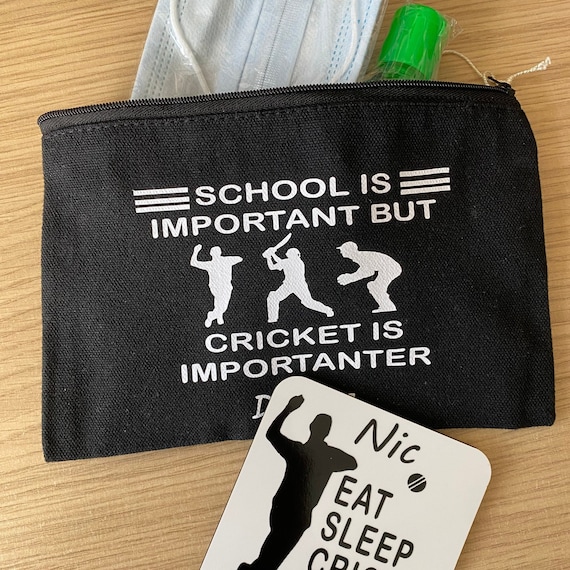 SCHOOL IS
IMPORTANT BUT
CRICKET IS
IMPORTANTER
Nic
EAT
SLEEP